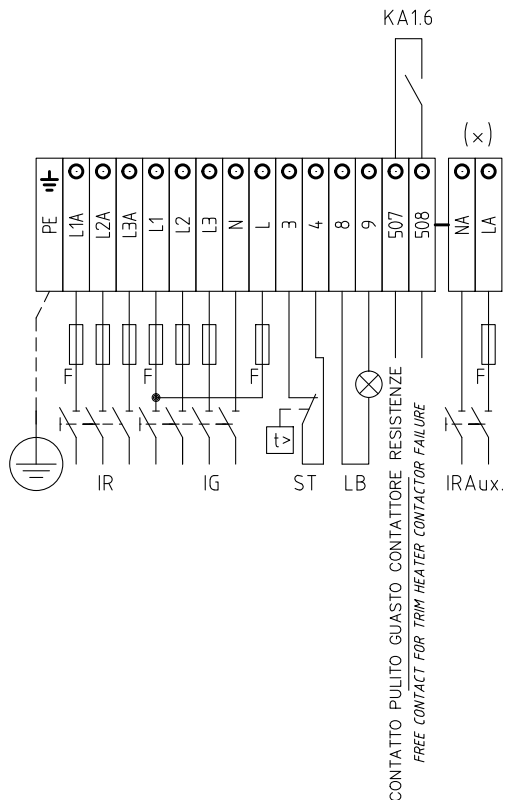 KA1.6
(x)
PE
L1A
L2A
L3A
L1
L2
L3
N
L
3
4
8
9
507
508
NA
LA
F
F
F
F
t>
IR
IG
ST
LB
IRAux.
CONTATTO PULITO GUASTO CONTATTORE RESISTENZE
FREE CONTACT FOR TRIM HEATER CONTACTOR FAILURE